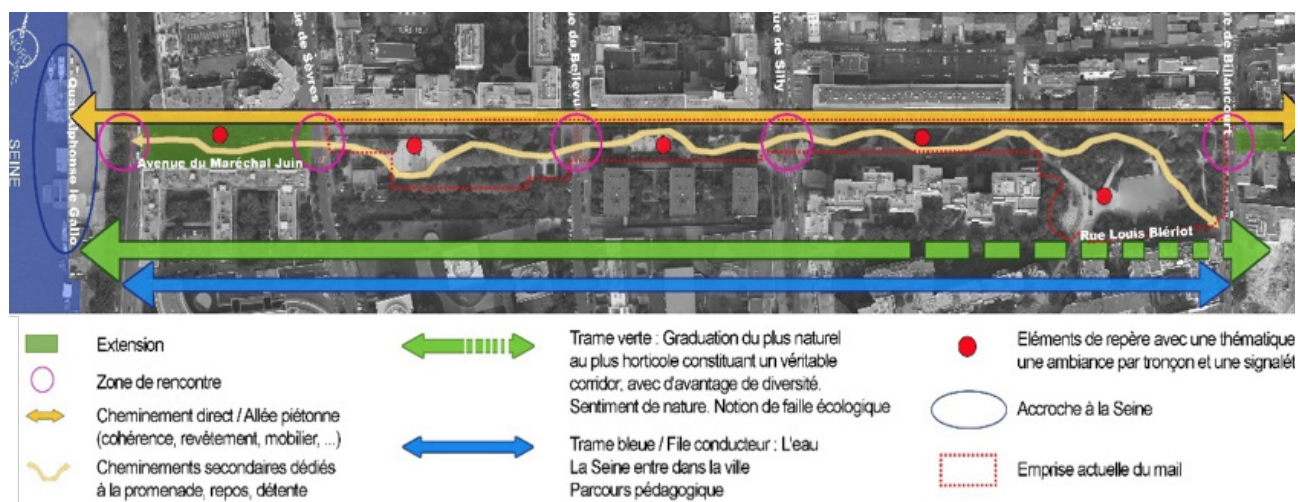 SEINE
Quai Alphonse le Gallo
de Sèvres
Avenue du Maréchal Juin
de Silly
de Billancourt
Rue Louis Blériot
Extension
Zone de rencontre
Cheminement direct / Allée piétonne
(cohérence, revêtement, mobilier, ...)
Cheminements secondaires dédiés
à la promenade, repos, détente
Trame verte : Graduation du plus naturel
au plus horticole constituant un véritable
corridor, avec d'avantage de diversité.
Sentiment de nature. Notion de faille écologique
Trame bleue / File conducteur : L'eau
La Seine entre dans la ville
Parcours pédagogique
Eléments de repère avec une thématique
une ambiance par tronçon et une signalét
Accroche à la Seine
Emprise actuelle du mail